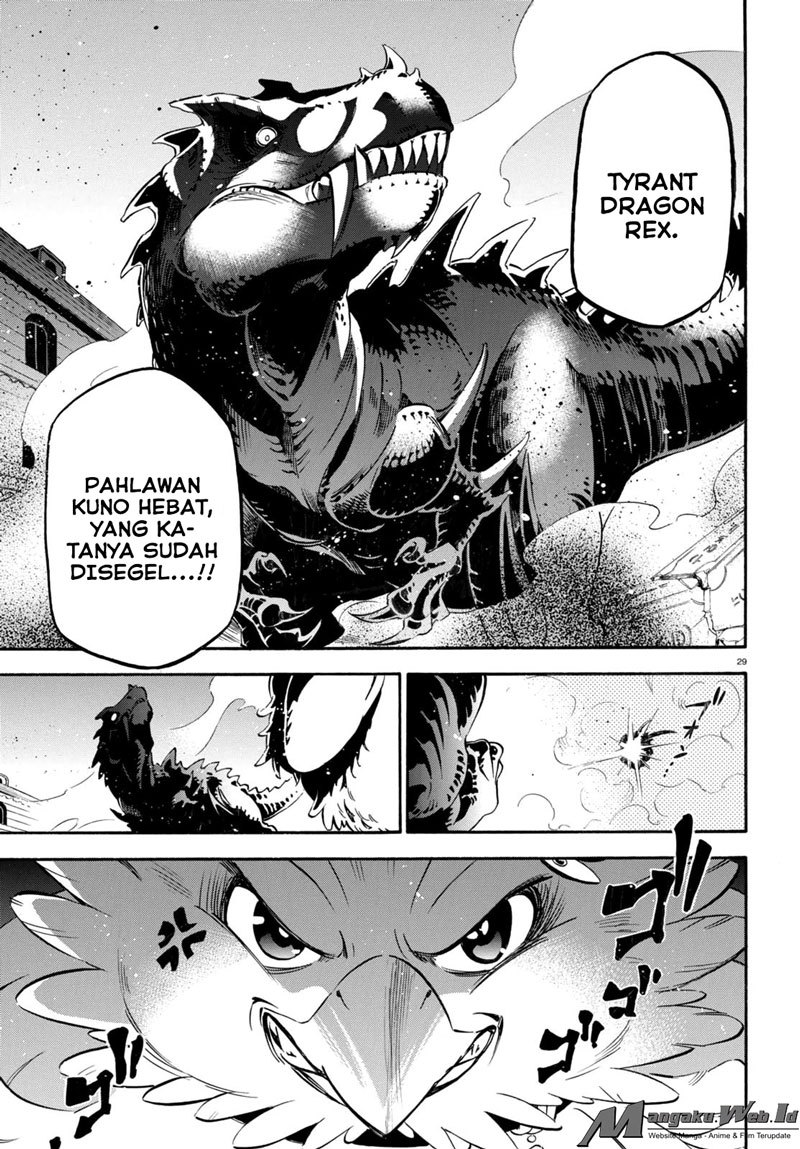 TYRANT
DRAGON
REX.
PAHLAWAN
KUNO HEBAT,
YANG KA-
TANYA SUDAH
DISEGEL...!!
29
ゴゴ
ゴゴゴ
Mangaku.Web.Id
Website Manga - Anime & Film Terupdate